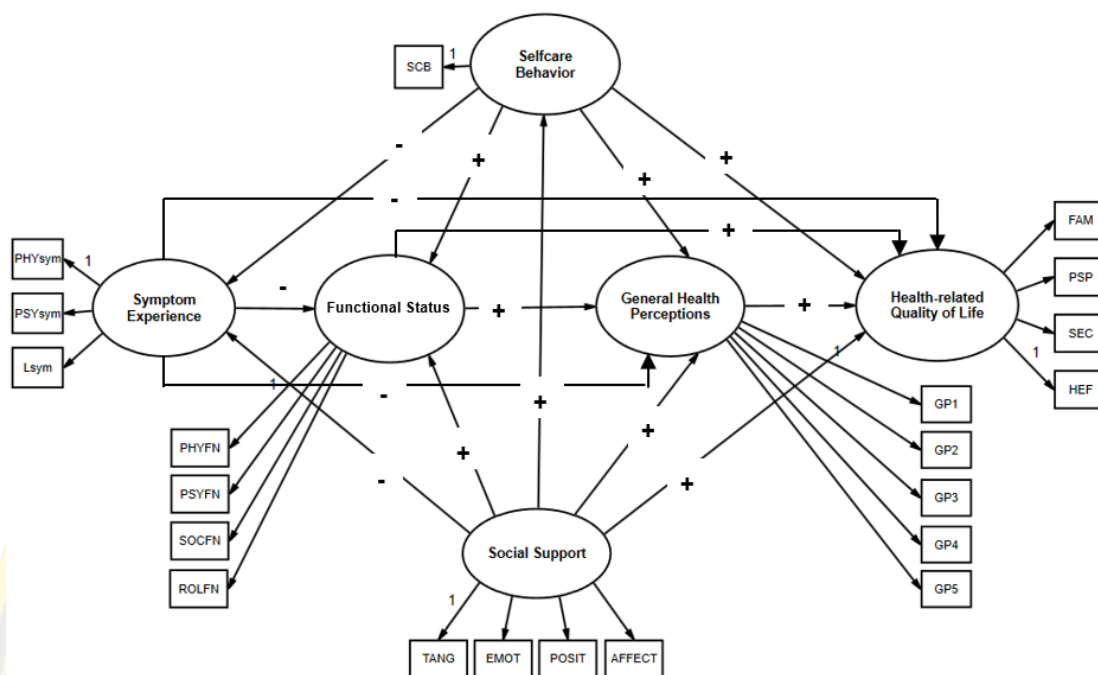 Selfcare
Behavior
1
SCB
-
+
+
+
-
+
FAM
PHYsym
1
PSYsym
Lsym
Symptom
Experience
-
Functional Status
+
General Health
Perceptions
+
Health-related
Quality of Life
PSP
SEC
1
HEF
1
1
-
+
+
+
-
+
GP1
GP2
GP3
GP4
GP5
PHYFN
PSYFN
SOCFN
ROLFN
Social Support
1
TANG
EMOT
POSIT
AFFECT